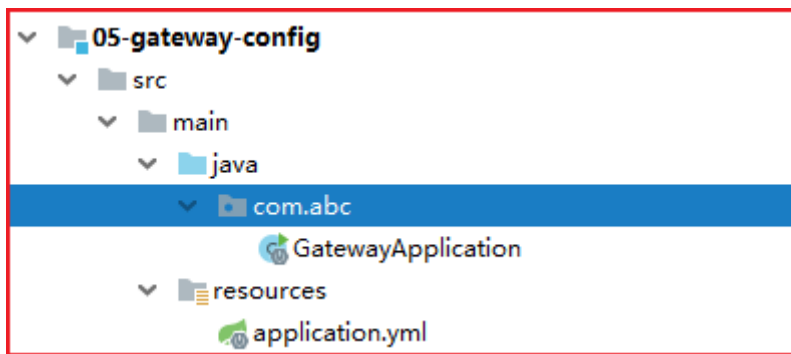 05-gateway-config
src
main
java
com.abc
GatewayApplication
resources
application.yml